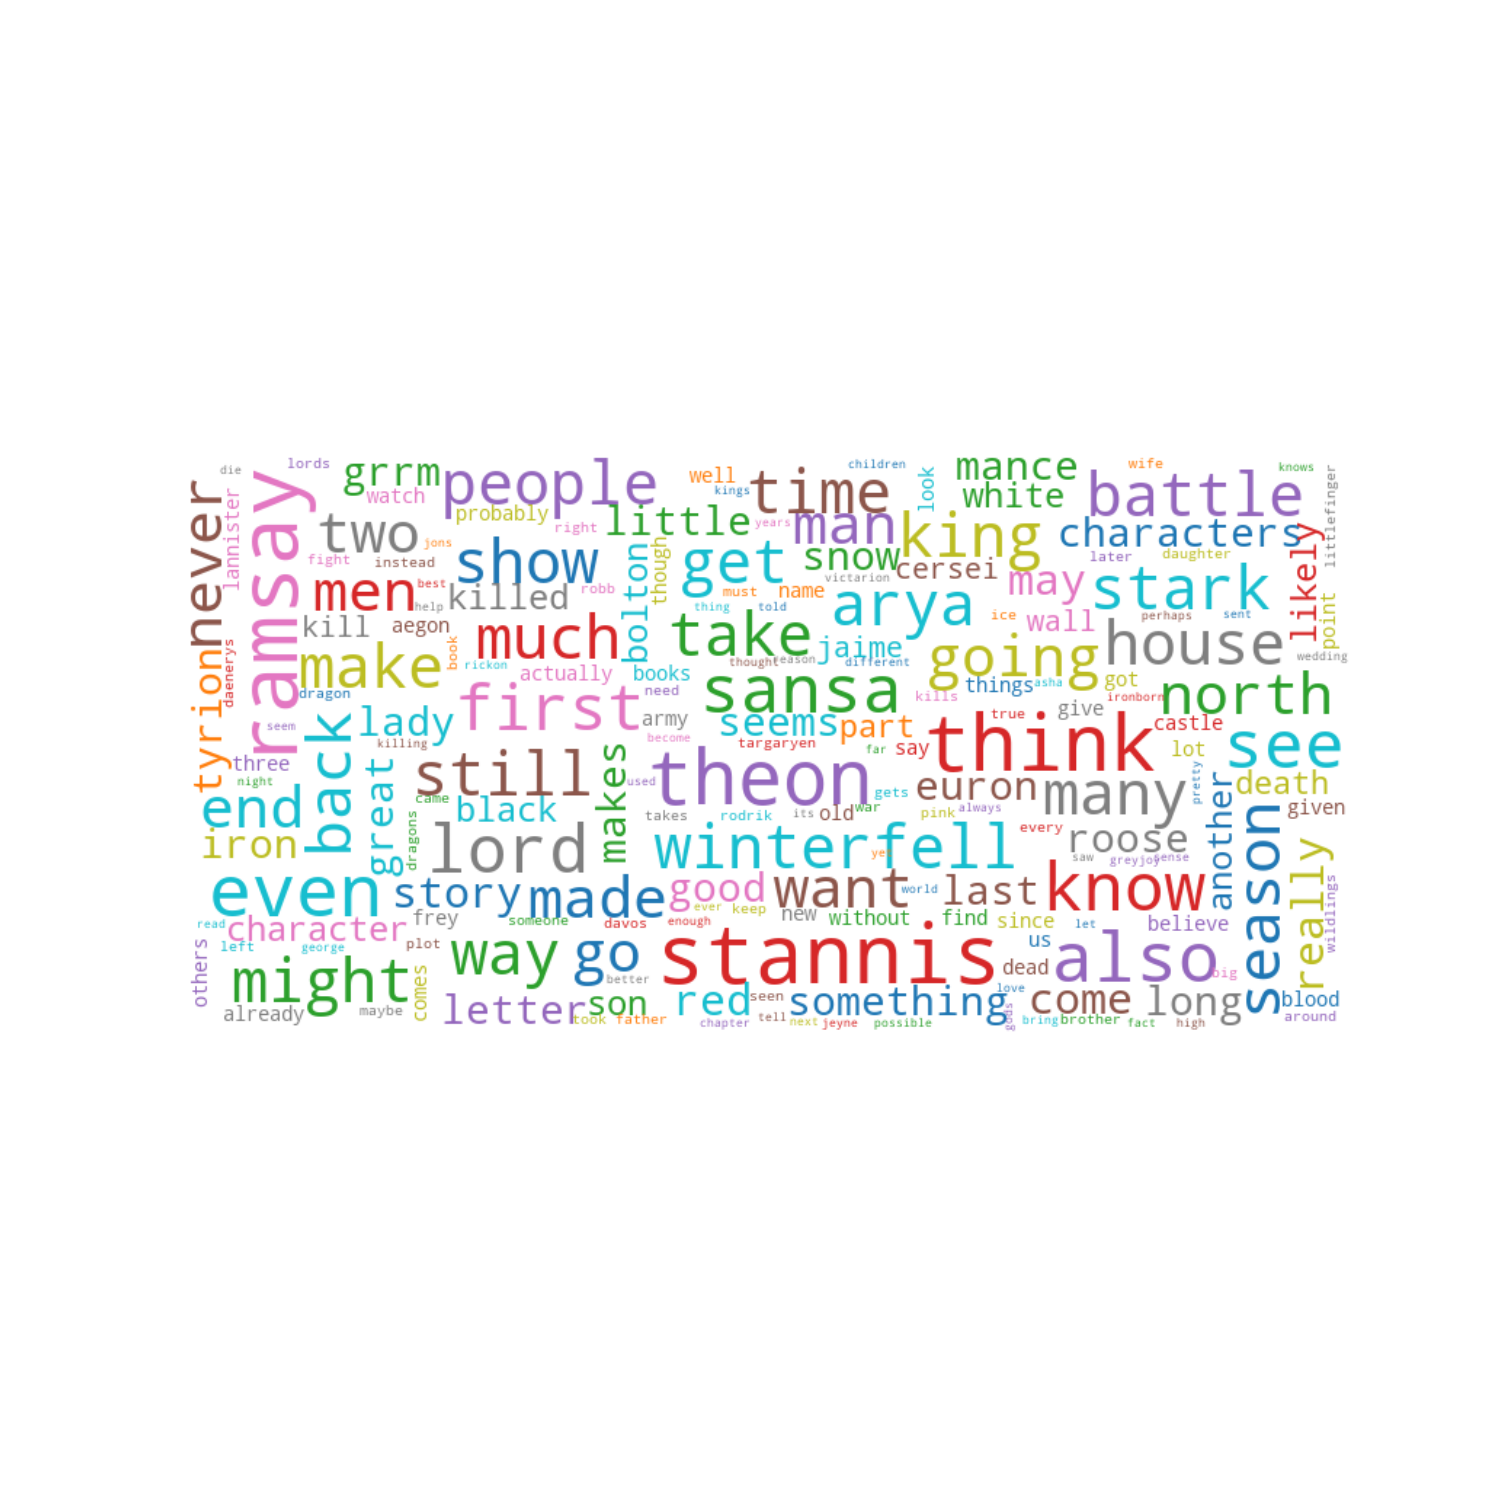 die
lords
grrm
people
well
kings
time
children
look
mance
white
wife
battle
knows
littlefinger
never
lannister
ramsay
watch
probably
two
jons
right
little
years
man
king
characters
likely
fight
instead
show
bolton
though
get
snow
cersei
victarion
later
daughter
may
stark
point
men
best
help
killed
robb
must
name
thing
told
arya
ice
wall
perhaps
sent
kill
aegon
book
much
take
jaime
house
wedding
tyrion
daenerys
make
rickon
actually
books
thought
reason
different
going
got
dragon
first
need
sansa
kills
things
asha
ironborn
north
seem
back
lady
army
seems
part
true
give
castle
killing
become
targaryen
far
say
think
lot
see
three
night
great
still
makes
used
theon
gets
euron
many
pretty
death
end
dragons
came
black
takes
rodrik
its
old
war
pink
always
another
given
iron
lord
winterfell
yet
every
roose
saw
greyjoy
sense
season
really
even
story
made
good
want
world
last
know
read
character
frey
someone
davos
enough
ever
keep
new
without
find
since
let
believe
wildlings
others
left
george
plot
way
go
better
stannis
us
dead
also
big
might
comes
already
maybe
letter
son
took
father
red
seen
something
love
gods
come
long
blood
around
chapter
tell
next
jeyne
possible
bring
brother
fact
high